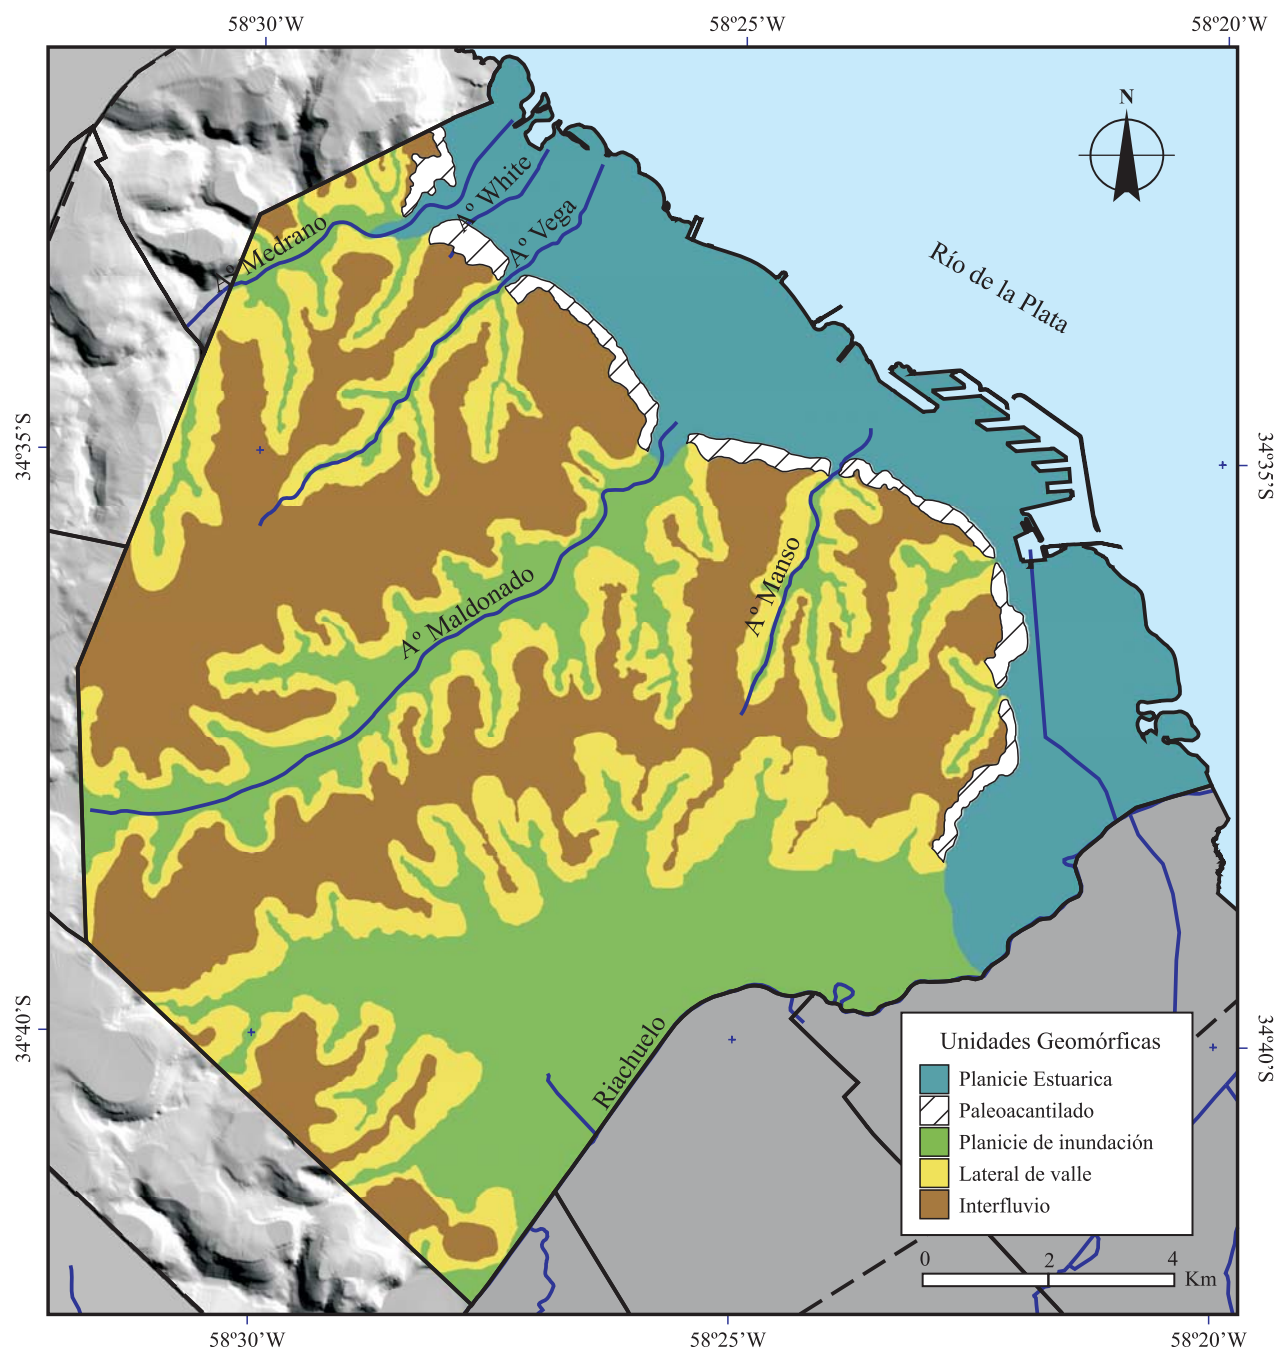 58º30’W
58º25’W
58º20’W
N
Aº White
Aº Vega
Aº Medrano
Río de la Plata
34º35’S
34º35’S
Aº Manso
Aº Maldonado
34º40’S
34º40’S
Riachuelo
Unidades Geomórficas
Planicie Estuarica
Paleoacantilado
Planicie de inundación
Lateral de valle
Interfluvio
0 2 4
Km
58º30’W
58º25’W
58º20’W